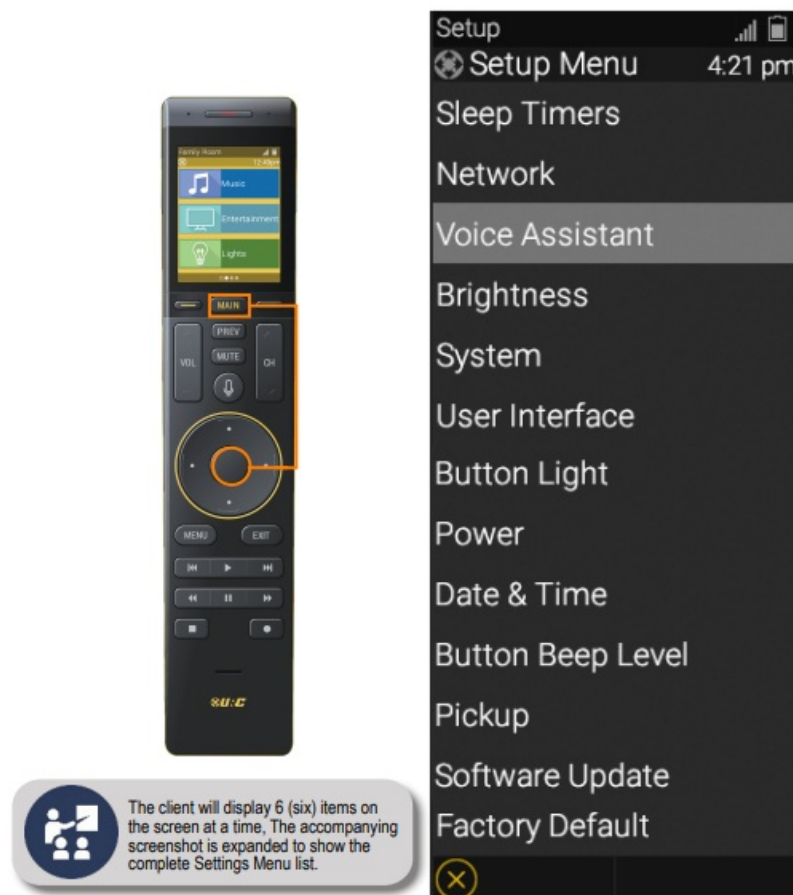 Family Room
12:49pm
Music
Entertainment
Lights
MAIN
PREV
VOL
MUTE
CH
MENU
EXIT
URC
The client will display 6 (six) items on
the screen at a time, The accompanying
screenshot is expanded to show the
complete Settings Menu list.
Setup
Setup Menu 4:21 pm
Sleep Timers
Network
Voice Assistant
Brightness
System
User Interface
Button Light
Power
Date & Time
Button Beep Level
Pickup
Software Update
Factory Default